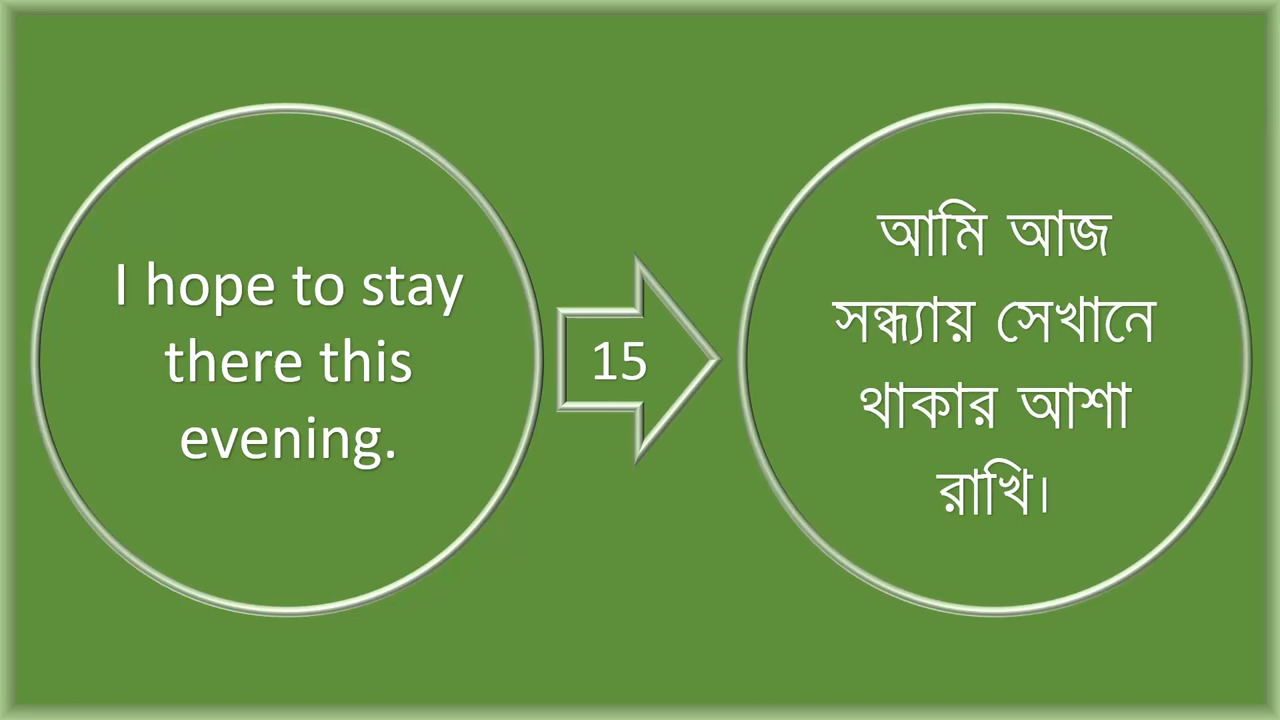 I hope to stay
there this
evening.
15
আমি আজ
সন্ধ্যায় সেখানে
থাকার আশা
রাখি।